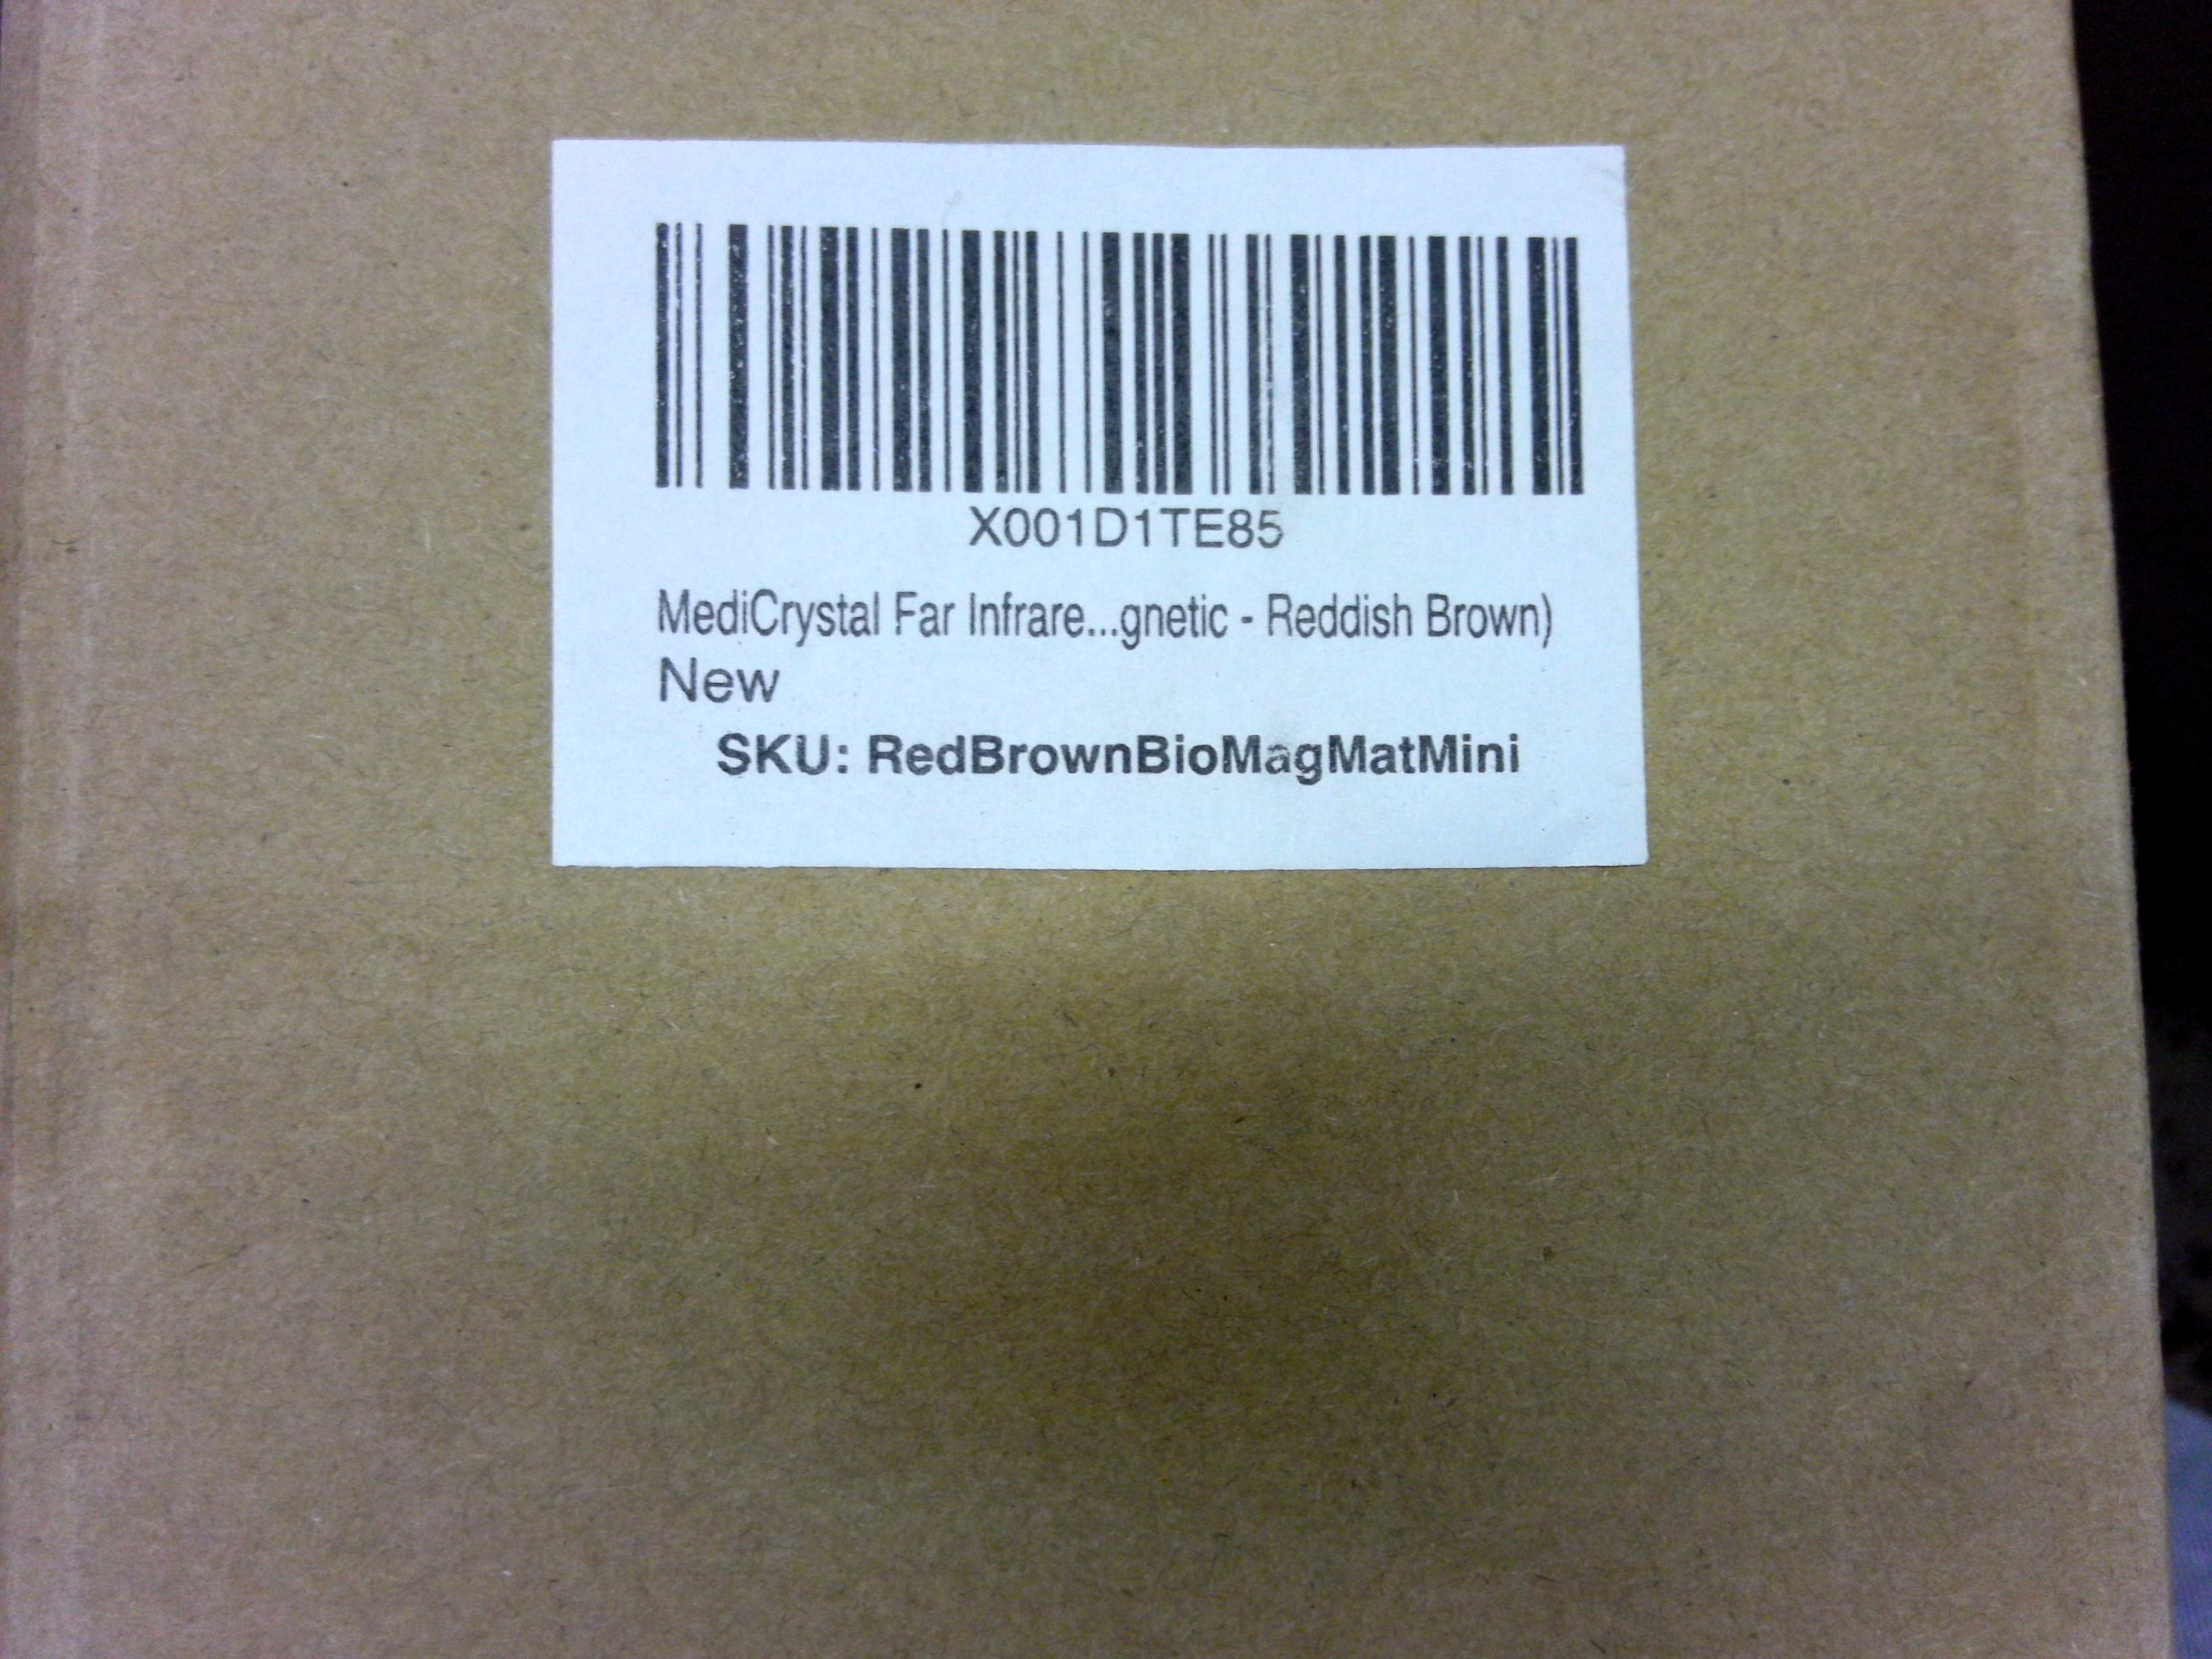 X001D1TE85
MediCrystal Far Infrare...gnetic - Reddish Brown)
New
SKU: RedBrownBioMagMatMini